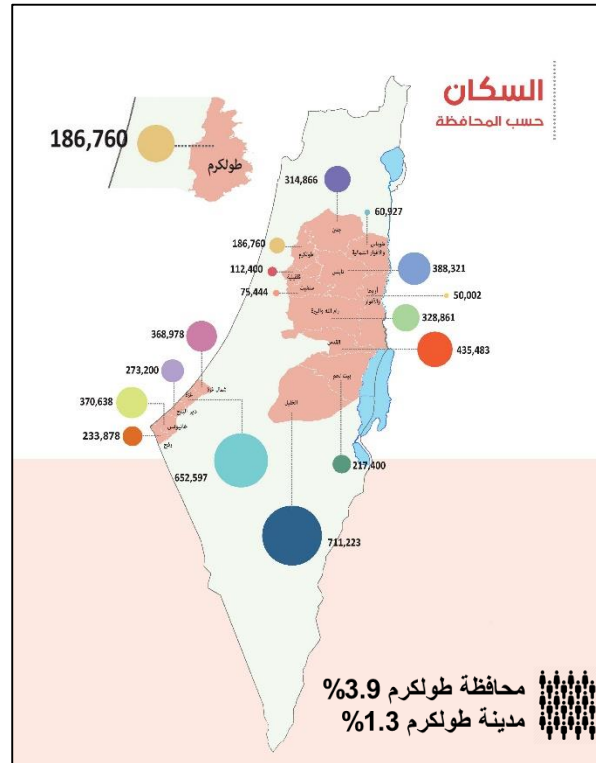 السكان
حسب المحافظة
186,760
طولكرم
314,866
60,927
جنين
طوباس
والاغوار الشمالية
186,760
طولكرم
112,400
قلقيلية
نابلس
388,321
75,444
سلفيت
أريحا
والاغوار
50,002
رام الله والبيرة
328,861
القدس
435,483
368,978
بيت لحم
273,200
شمال غزة
غزة
الخليل
370,638
دير البلح
خانيونس
233,878
رفح
652,597
217,400
711,223
محافظة طولكرم 3.9%
مدينة طولكرم 1.3%